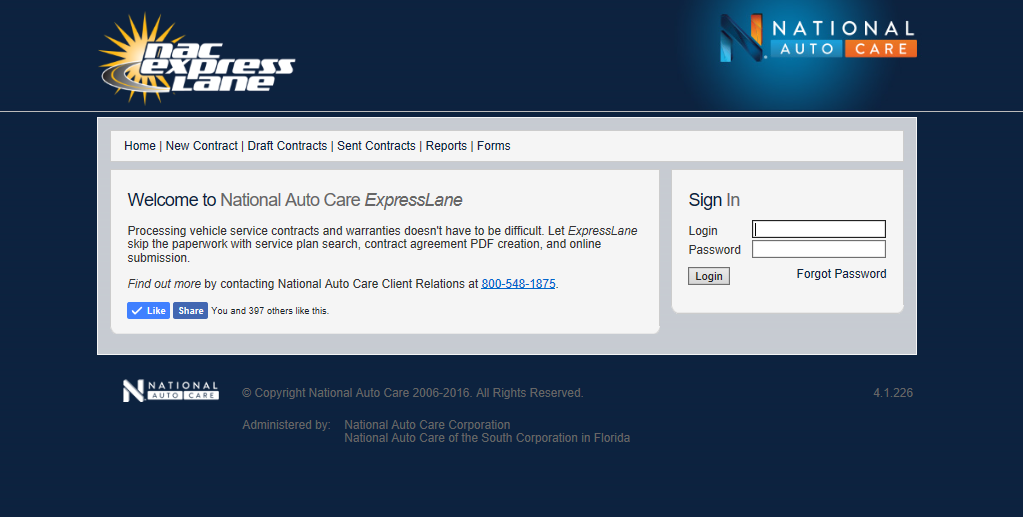 nac
express
Lane
NATIONAL
AUTO CARE
Home | New Contract | Draft Contracts | Sent Contracts | Reports | Forms
Welcome to National Auto Care ExpressLane
Processing vehicle service contracts and warranties doesn't have to be difficult. Let ExpressLane
skip the paperwork with service plan search, contract agreement PDF creation, and online
submission.
Find out more by contacting National Auto Care Client Relations at 800-548-1875.
Like Share You and 397 others like this.
Sign In
Login
Password
Login Forgot Password
NATIONAL
AUTO CARE
© Copyright National Auto Care 2006-2016. All Rights Reserved. 4.1.226
Administered by: National Auto Care Corporation
National Auto Care of the South Corporation in Florida